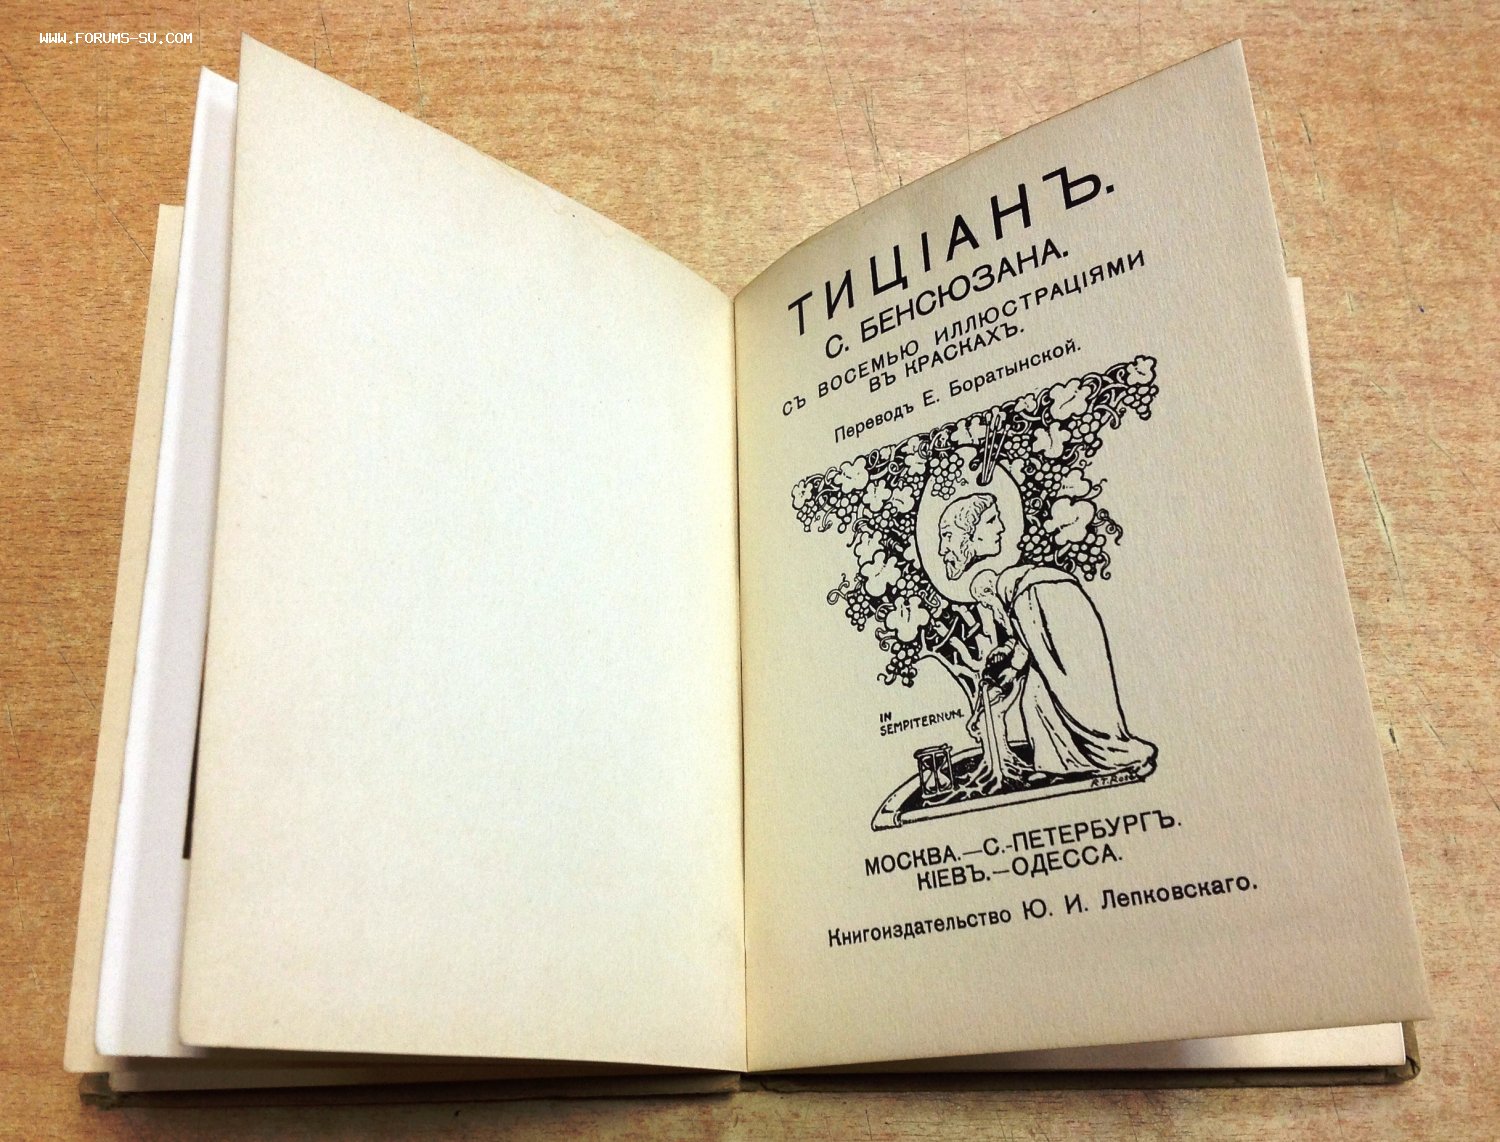 WWW.FORUMS-SU.COM
ТИЦІАНЪ.
С. БЕНСЮЗАНА.
СЪ ВОСЕМЬЮ ИЛЛЮСТРАЦІЯМИ
ВЪ КРАСКАХЪ.
Переводъ Е. Боратынской.
IN
SEMPITERNUM.
МОСКВА.—С.-ПЕТЕРБУРГЪ.
КІЕВЪ.—ОДЕССА.
Книгоиздательство Ю. И. Лепковскаго.